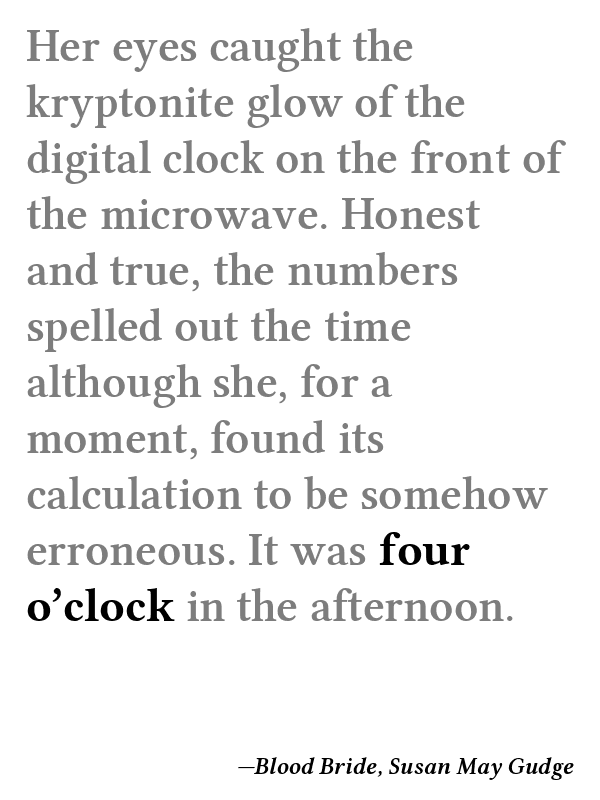 Her eyes caught the
kryptonite glow of the
digital clock on the front of
the microwave. Honest
and true, the numbers
spelled out the time
although she, for a
moment, found its
calculation to be somehow
erroneous. It was four
o’clock in the afternoon.
—Blood Bride, Susan May Gudge